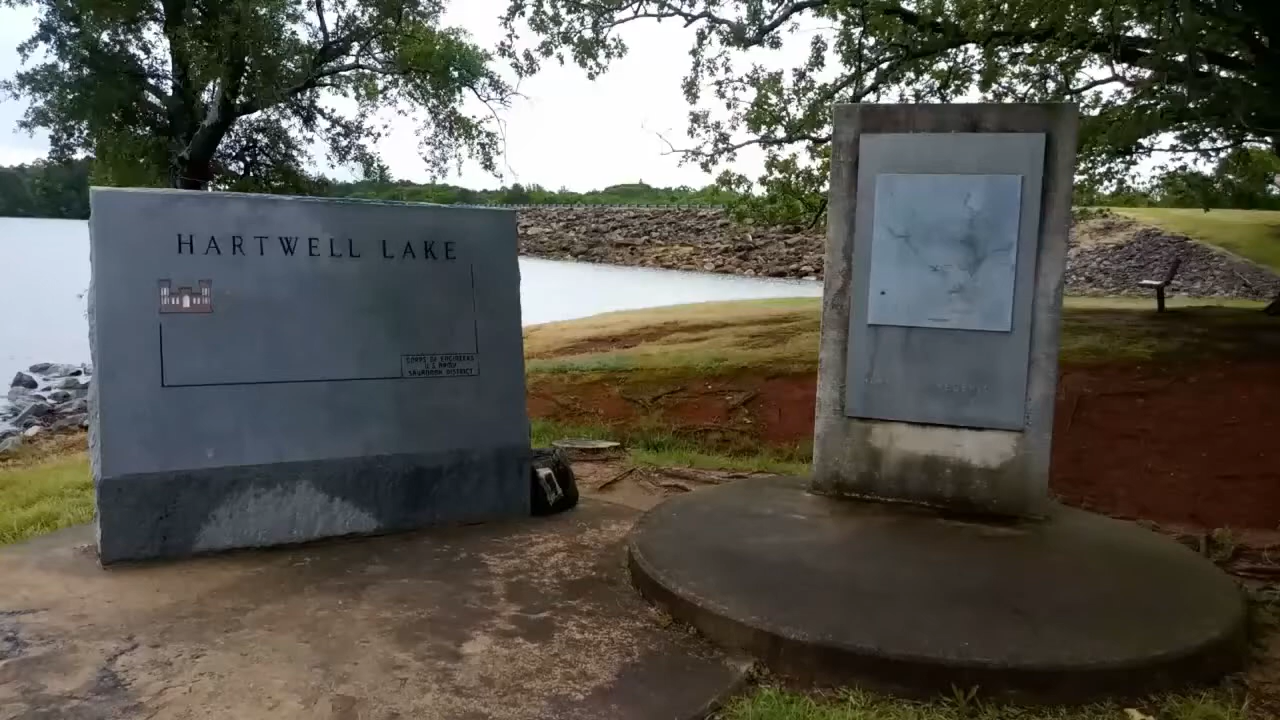 HARTWELL LAKE
CORPS OF ENGINEERS
U S ARMY
SAVANNAH DISTRICT